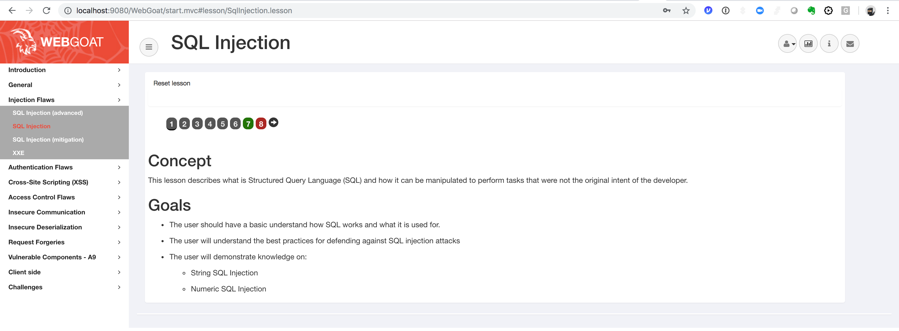 localhost:9080/WebGoat/start.mvc#lesson/SqlInjection.lesson
WEBGOAT
SQL Injection
Introduction
General
Injection Flaws
SQL Injection (advanced)
SQL Injection
SQL Injection (mitigation)
XXE
Authentication Flaws
Cross-Site Scripting (XSS)
Access Control Flaws
Insecure Communication
Insecure Deserialization
Request Forgeries
Vulnerable Components - A9
Client side
Challenges
Reset lesson
1 2 3 4 5 6 7 8
Concept
This lesson describes what is Structured Query Language (SQL) and how it can be manipulated to perform tasks that were not the original intent of the developer.
Goals
The user should have a basic understand how SQL works and what it is used for.
The user will understand the best practices for defending against SQL injection attacks
The user will demonstrate knowledge on:
String SQL Injection
Numeric SQL Injection